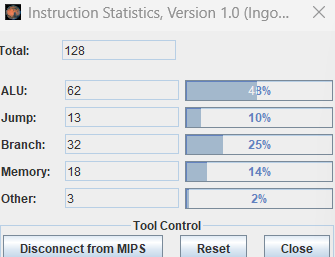 Instruction Statistics, Version 1.0 (Ingo...
Total: 128
ALU: 62 48%
Jump: 13 10%
Branch: 32 25%
Memory: 18 14%
Other: 3 2%
Tool Control
Disconnect from MIPS Reset Close